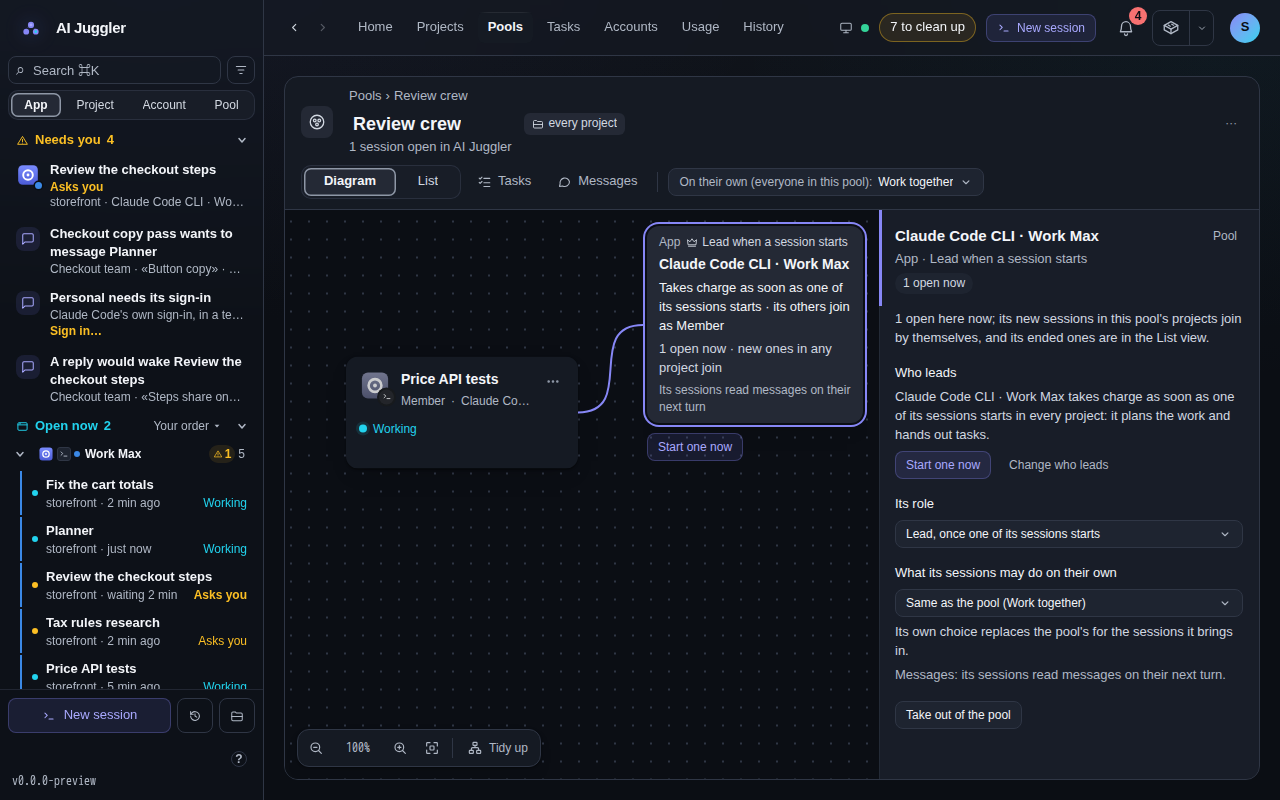 AI Juggler
Search ⌘K
App
Project
Account
Pool
Needs you 4
Review the checkout steps
Asks you
storefront · Claude Code CLI · Wo…
Checkout copy pass wants to
message Planner
Checkout team · «Button copy» · …
Personal needs its sign-in
Claude Code's own sign-in, in a te…
Sign in…
A reply would wake Review the
checkout steps
Checkout team · «Steps share on…
Open now 2
Your order
Work Max
1
5
Fix the cart totals
storefront · 2 min ago
Working
Planner
storefront · just now
Working
Review the checkout steps
storefront · waiting 2 min
Asks you
Tax rules research
storefront · 2 min ago
Asks you
Price API tests
storefront · 5 min ago
Working
New session
?
v0.0.0-preview
Home
Projects
Pools
Tasks
Accounts
Usage
History
7 to clean up
New session
4
S
Pools › Review crew
Review crew
every project
1 session open in AI Juggler
Diagram
List
Tasks
Messages
On their own (everyone in this pool): Work together
Price API tests
Member · Claude Co…
Working
App Lead when a session starts
Claude Code CLI · Work Max
Takes charge as soon as one of
its sessions starts · its others join
as Member
1 open now · new ones in any
project join
Its sessions read messages on their
next turn
Start one now
100%
Tidy up
Claude Code CLI · Work Max
Pool
App · Lead when a session starts
1 open now
1 open here now; its new sessions in this pool's projects join
by themselves, and its ended ones are in the List view.
Who leads
Claude Code CLI · Work Max takes charge as soon as one
of its sessions starts in every project: it plans the work and
hands out tasks.
Start one now
Change who leads
Its role
Lead, once one of its sessions starts
What its sessions may do on their own
Same as the pool (Work together)
Its own choice replaces the pool's for the sessions it brings
in.
Messages: its sessions read messages on their next turn.
Take out of the pool